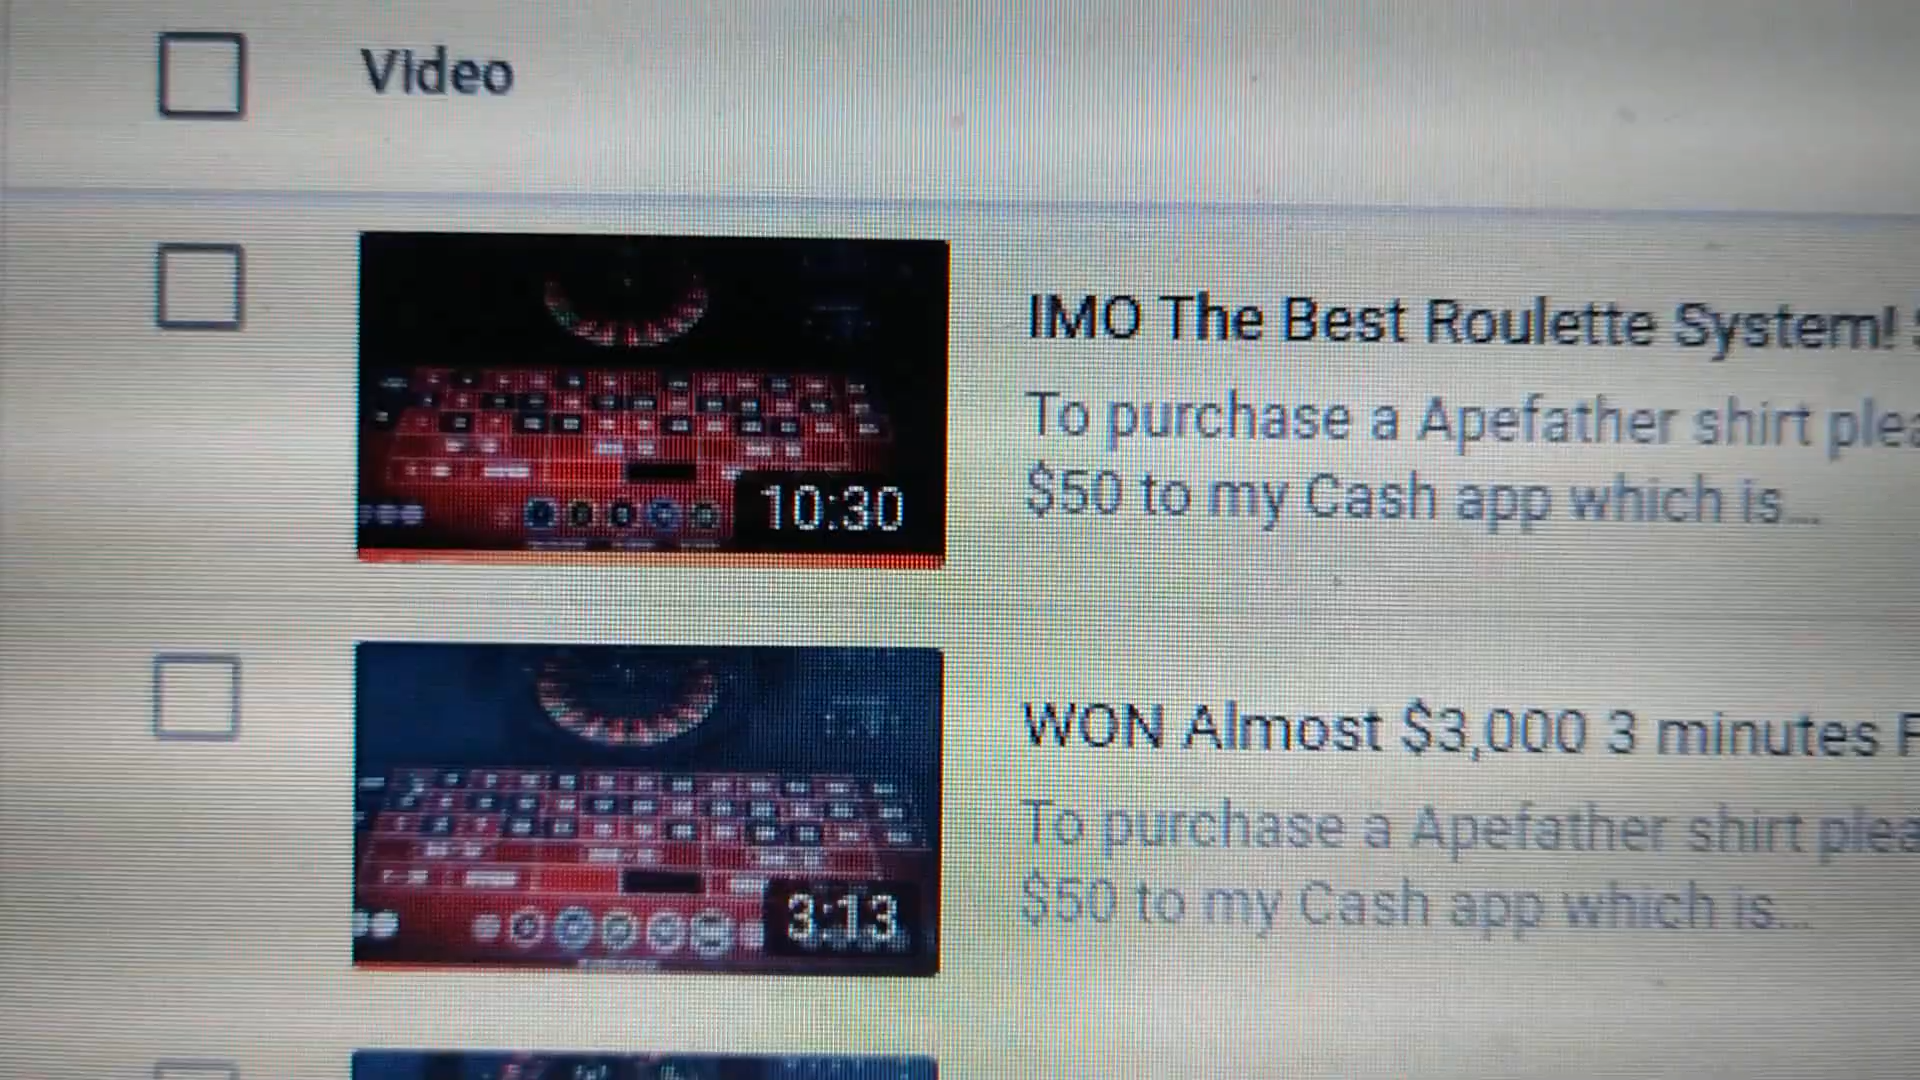 Video
IMO The Best Roulette System!
To purchase a Apefather shirt plea
$50 to my Cash app which is...
10:30
WON Almost $3,000 3 minutes F
To purchase a Apefather shirt plea
$50 to my Cash app which is...
3:13